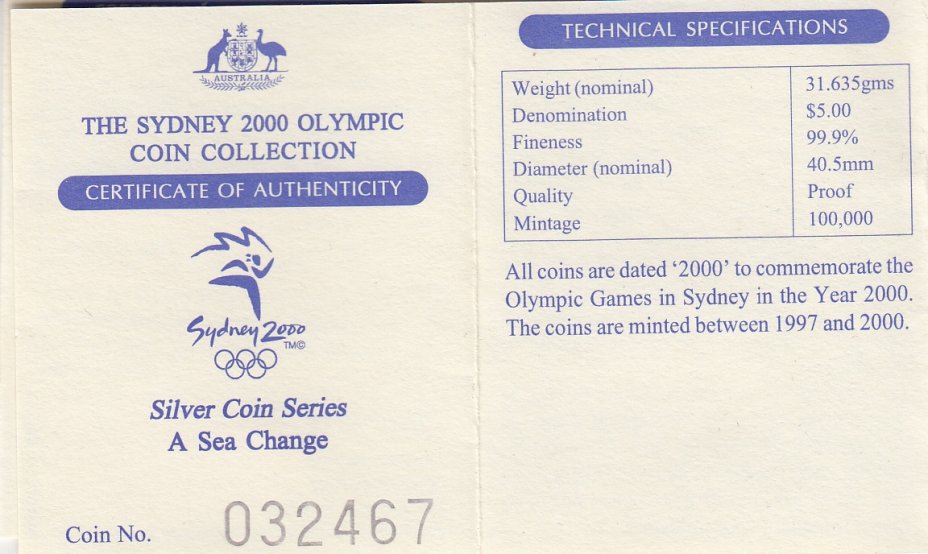 AUSTRALIA
THE SYDNEY 2000 OLYMPIC
COIN COLLECTION
CERTIFICATE OF AUTHENTICITY
Sydney 2000
TM©
Silver Coin Series
A Sea Change
Coin No. 032467
TECHNICAL SPECIFICATIONS
Weight (nominal) 31.635gms
Denomination $5.00
Fineness 99.9%
Diameter (nominal) 40.5mm
Quality Proof
Mintage 100,000
All coins are dated ‘2000’ to commemorate the
Olympic Games in Sydney in the Year 2000.
The coins are minted between 1997 and 2000.